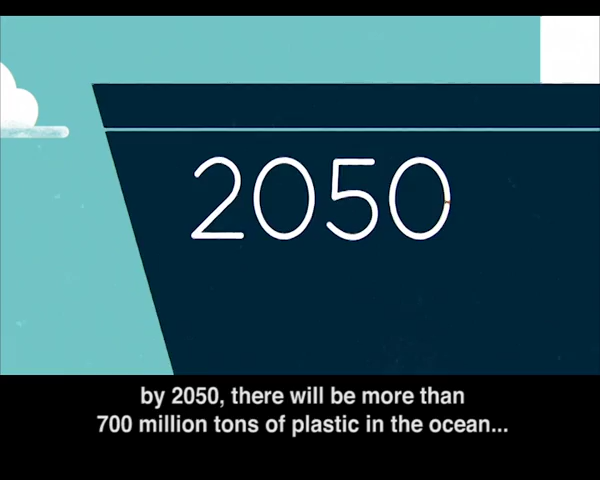 2050
by 2050, there will be more than
700 million tons of plastic in the ocean...